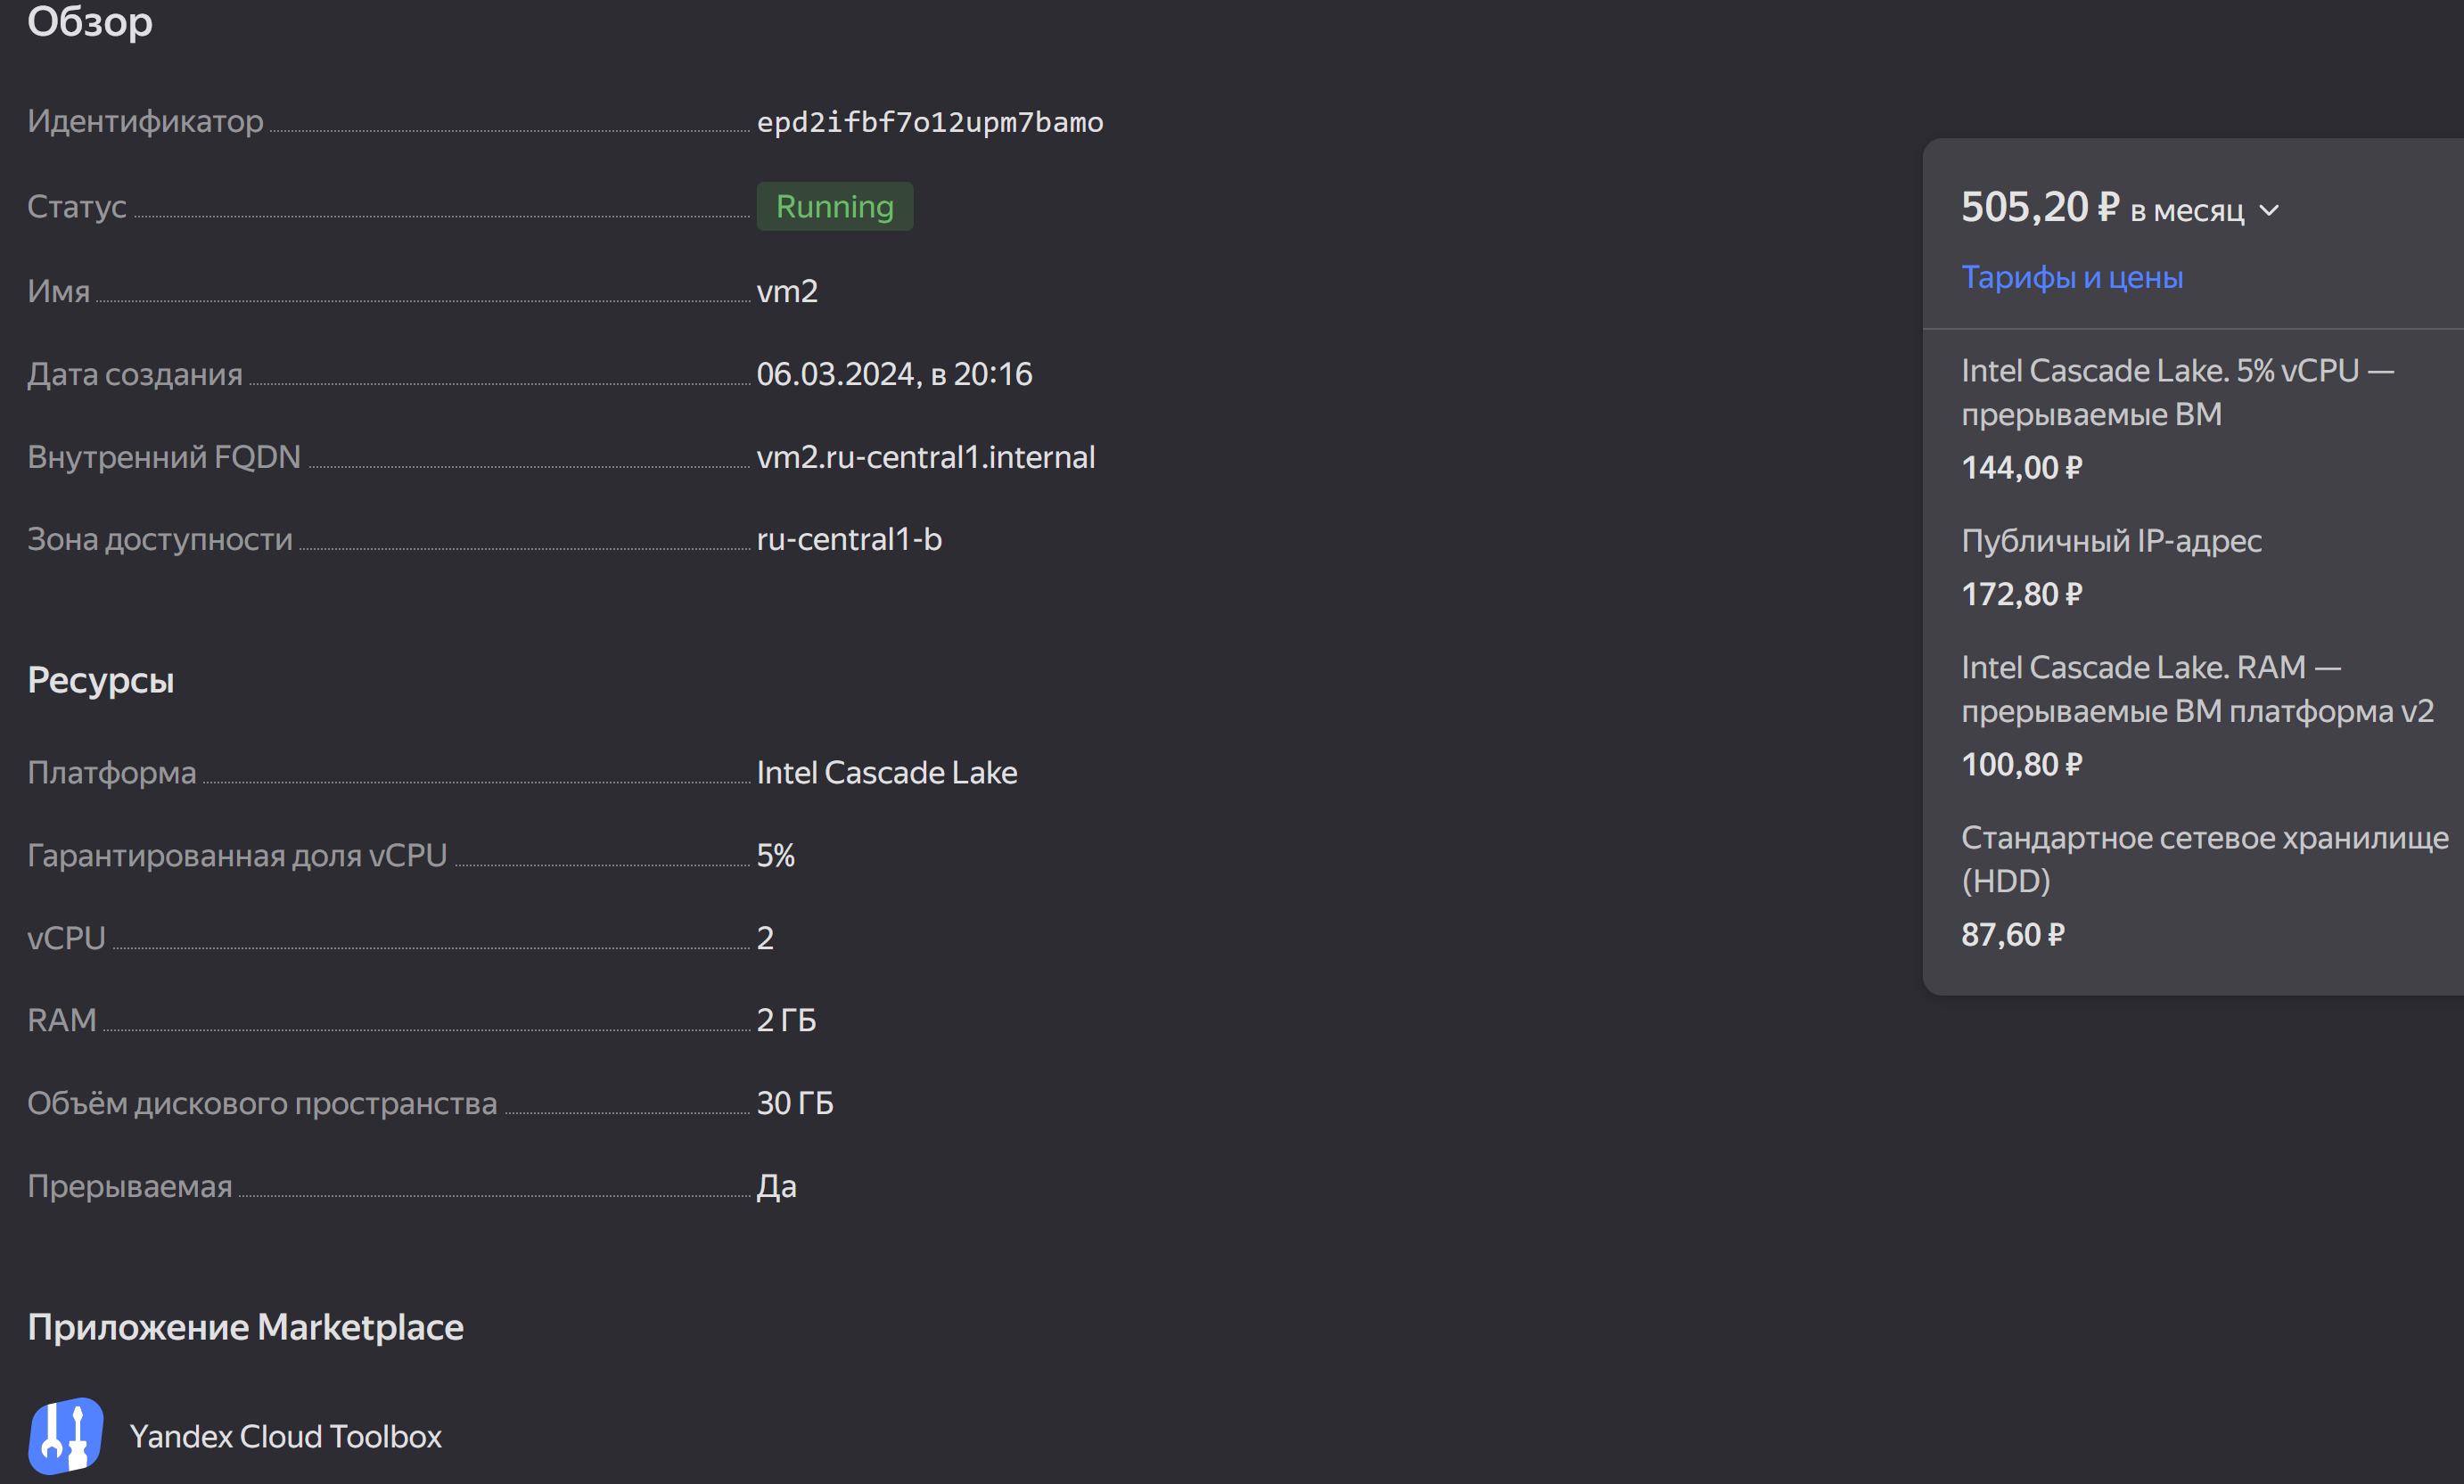 Обзор
Идентификатор epd2ifbf7o12upm7bamo
Статус Running
Имя vm2
Дата создания 06.03.2024, в 20:16
Внутренний FQDN vm2.ru-central1.internal
Зона доступности ru-central1-b
Ресурсы
Платформа Intel Cascade Lake
Гарантированная доля vCPU 5%
vCPU 2
RAM 2 ГБ
Объём дискового пространства 30 ГБ
Прерываемая Да
Приложение Marketplace
Yandex Cloud Toolbox
505,20 ₽ в месяц
Тарифы и цены
Intel Cascade Lake. 5% vCPU —
прерываемые ВМ
144,00 ₽
Публичный IP-адрес
172,80 ₽
Intel Cascade Lake. RAM —
прерываемые ВМ платформа v2
100,80 ₽
Стандартное сетевое хранилище
(HDD)
87,60 ₽